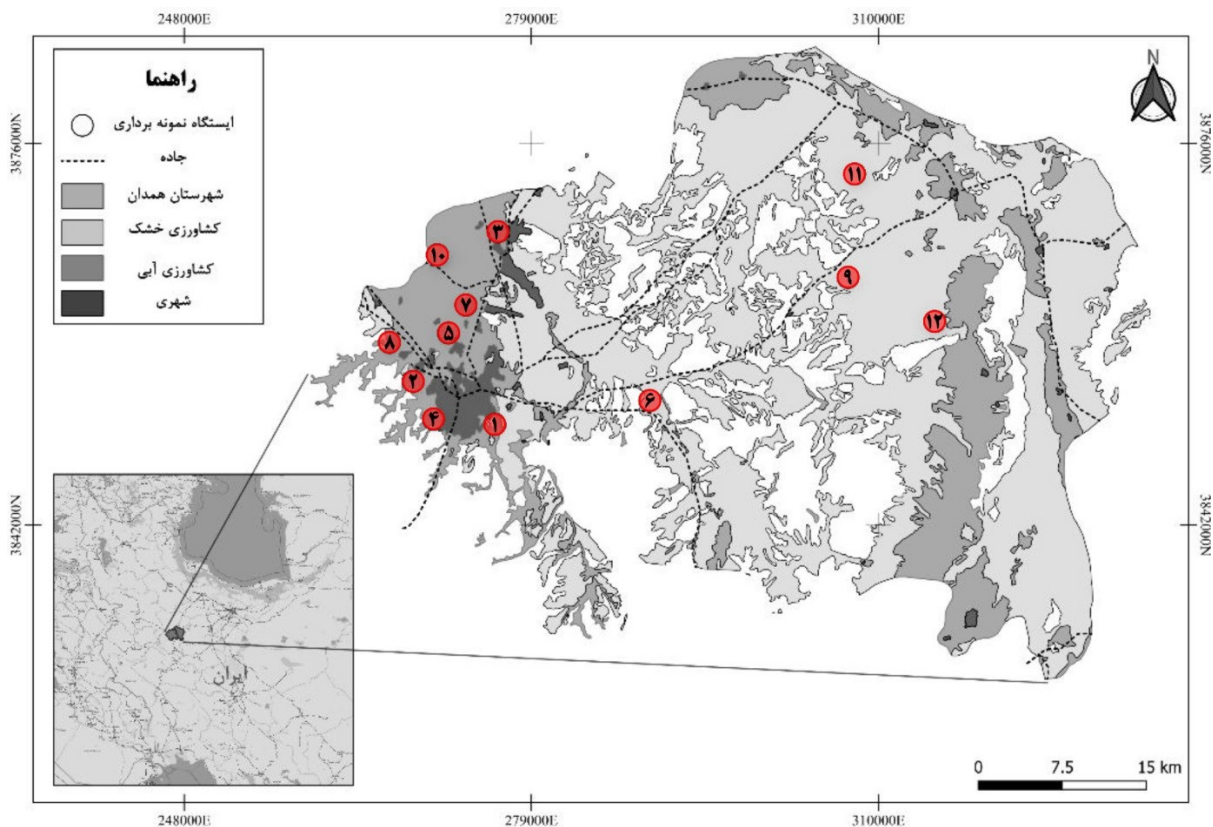 248000E 279000E 310000E
راهنما
ایستگاه نمونه برداری
جاده
شهرستان همدان
کشاورزی خشک
کشاورزی آبی
شهری
N
3876000N 3876000N
۱۱
۳
۱۰
۹
۷
۱۲
۵
۸
۲
۶
۴
۱
3842000N 3842000N
ایران
0 7.5 15 km
248000E 279000E 310000E